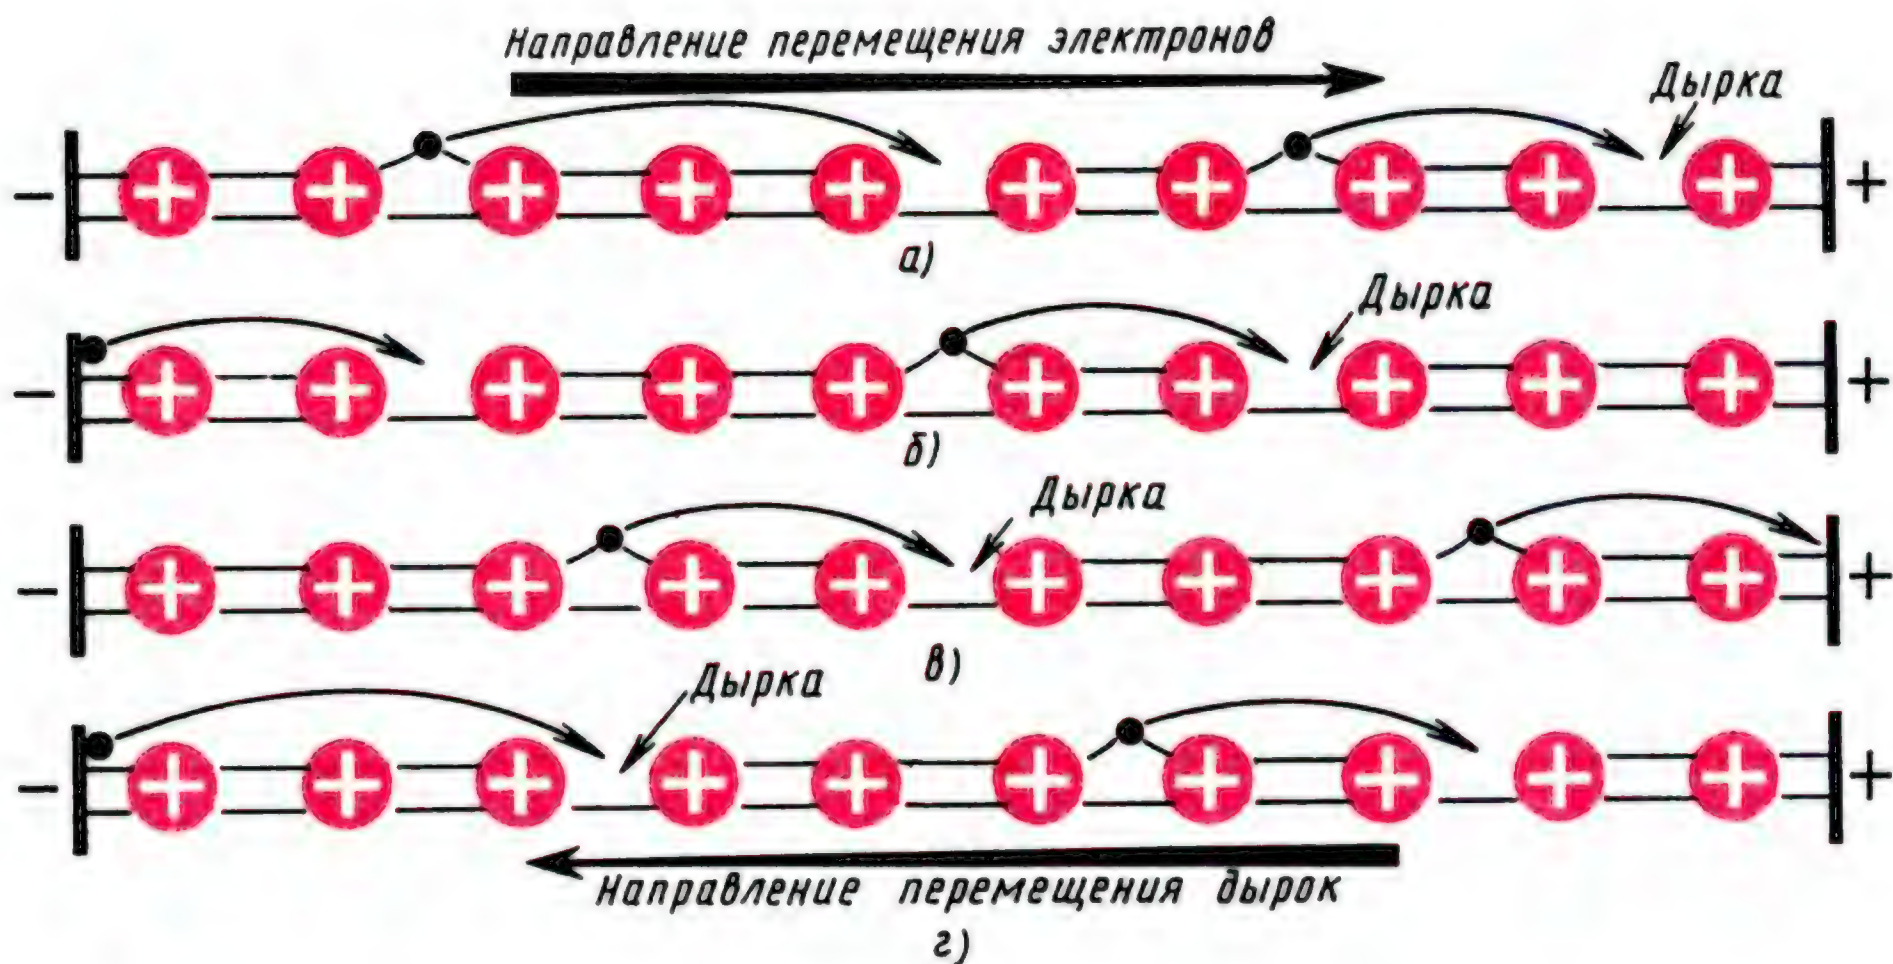 Направление перемещения электронов
Дырка
− +
а)
Дырка
− +
б)
Дырка
− +
в)
Дырка
− +
Направление перемещения дырок
г)